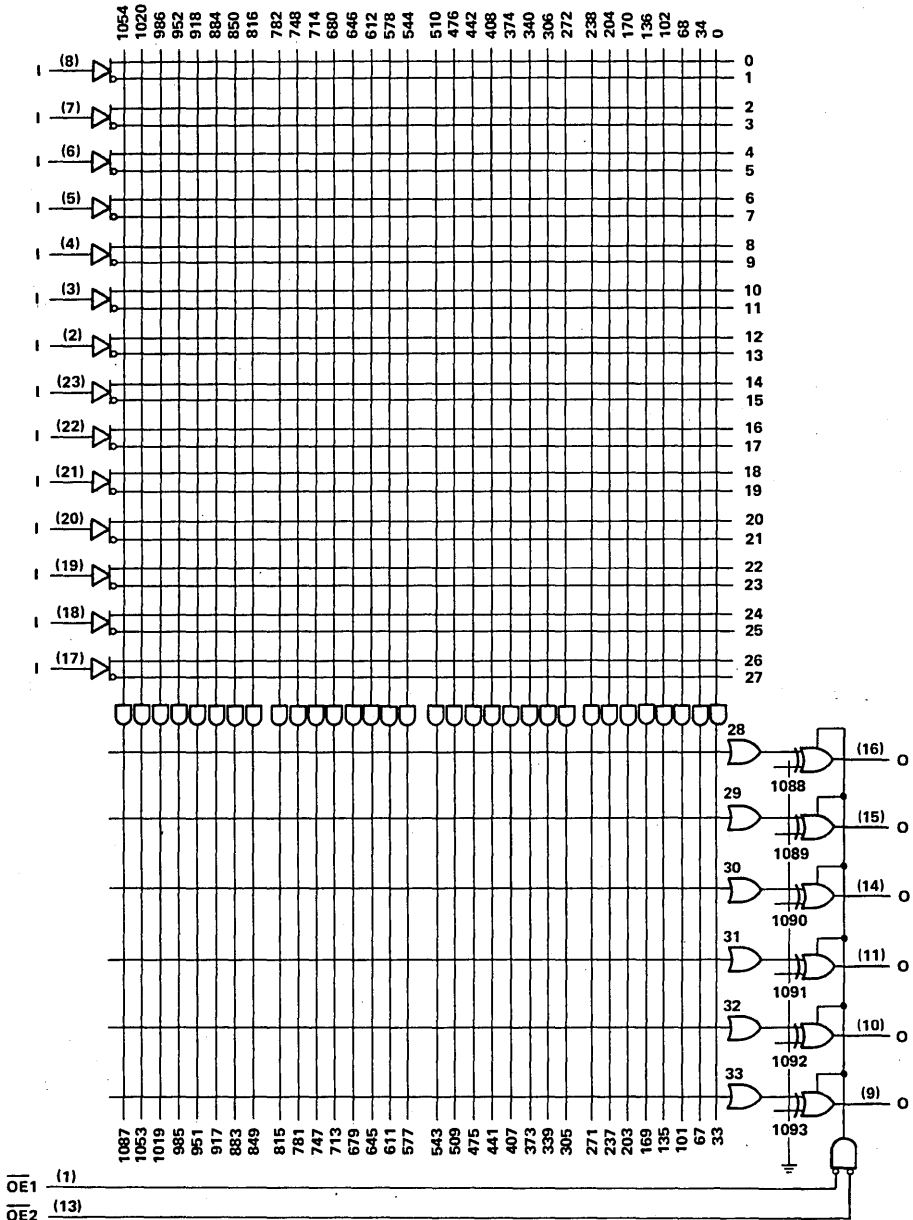 1054 1020 986 952 918 884 850 816 782 748 714 680 646 612 578 544 510 476 442 408 374 340 306 272 238 204 170 136 102 68 34 0
I (8) 0
1
I (7) 2
3
I (6) 4
5
I (5) 6
7
I (4) 8
9
I (3) 10
11
I (2) 12
13
I (23) 14
15
I (22) 16
17
I (21) 18
19
I (20) 20
21
I (19) 22
23
I (18) 24
25
I (17) 26
27
28 (16) O
1088
29 (15) O
1089
30 (14) O
1090
31 (11) O
1091
32 (10) O
1092
33 (9) O
1093
1087 1053 1019 985 951 917 883 849 815 781 747 713 679 645 611 577 543 509 475 441 407 373 339 305 271 237 203 169 135 101 67 33
O̅E̅1̅ (1)
O̅E̅2̅ (13)